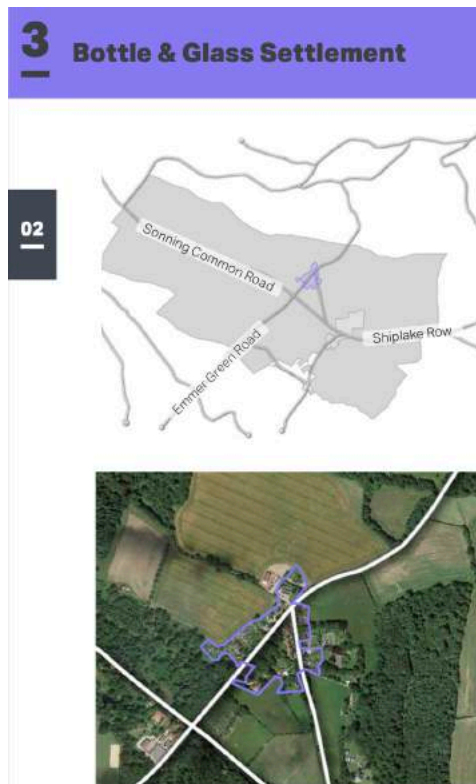 3 Bottle & Glass Settlement
02
Sonning Common Road
Emmer Green Road
Shiplake Row